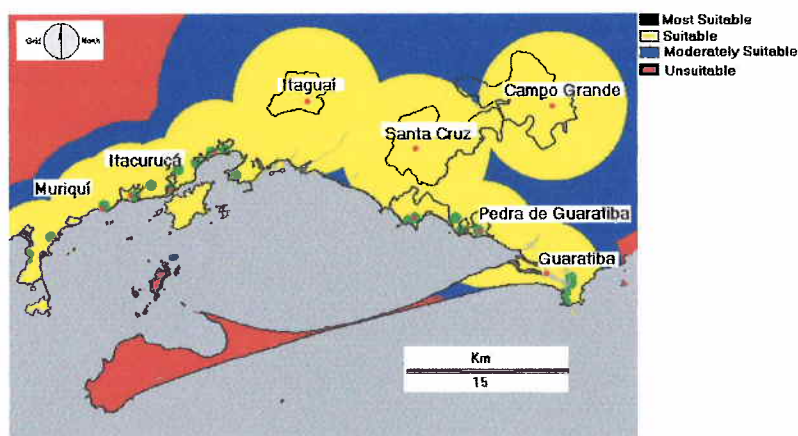 Grid North
Most Suitable
Suitable
Moderately Suitable
Unsuitable
Itaguaí
Campo Grande
Santa Cruz
Itacuruçá
Muriquí
Pedra de Guaratiba
Guaratiba
Km
15